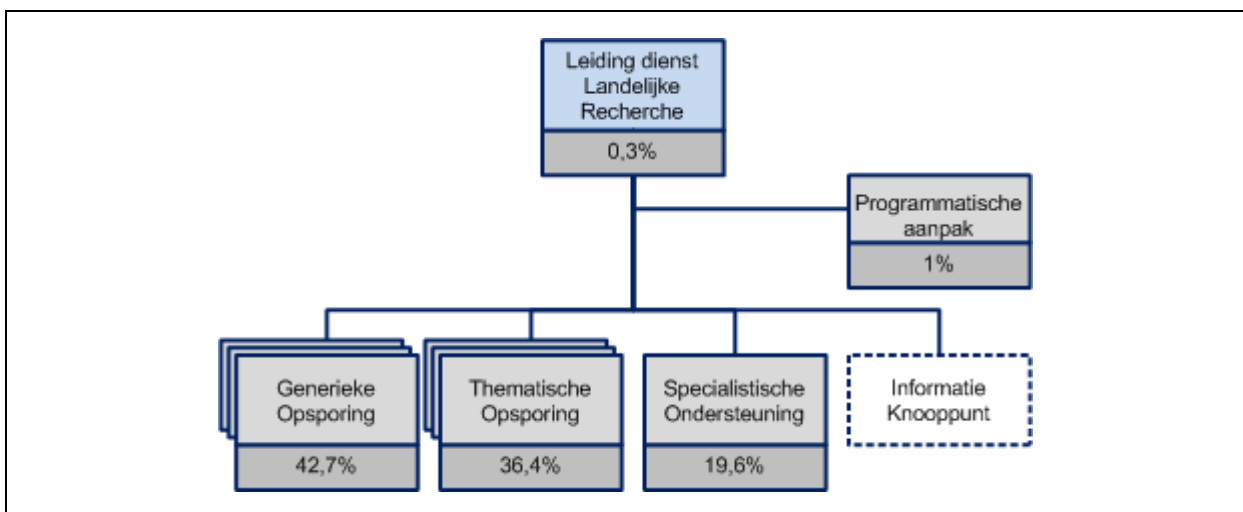 Leiding dienst
Landelijke
Recherche
0,3%
Programmatische
aanpak
1%
Generieke
Opsporing
42,7%
Thematische
Opsporing
36,4%
Specialistische
Ondersteuning
19,6%
Informatie
Knooppunt